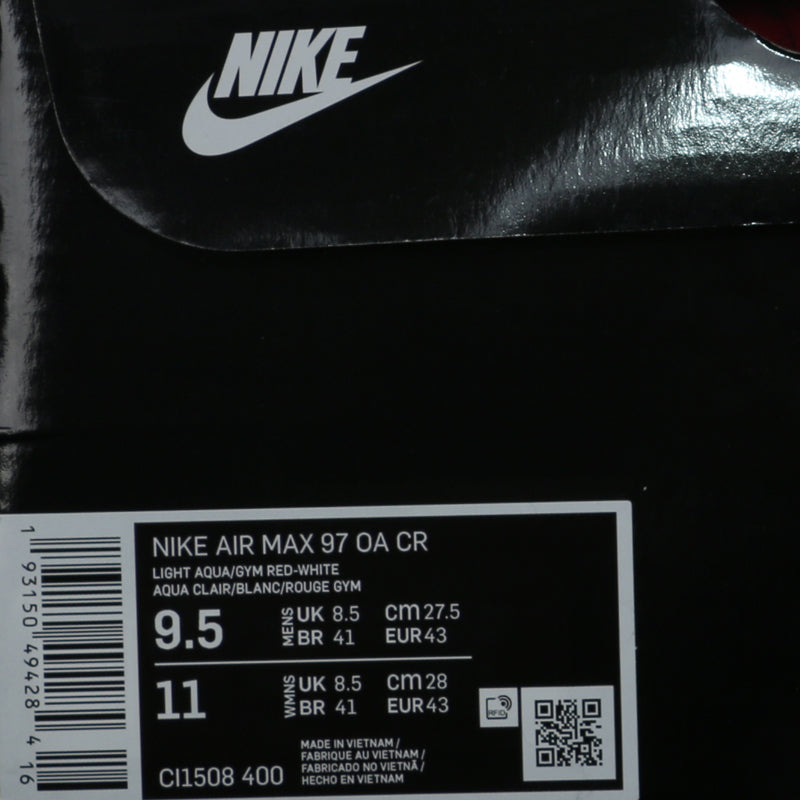 NIKE
NIKE AIR MAX 97 OA CR
LIGHT AQUA/GYM RED-WHITE
AQUA CLAIR/BLANC/ROUGE GYM
9.5 MENS UK 8.5 CM 27.5
BR 41 EUR 43
11 WMNS UK 8.5 CM 28
BR 41 EUR 43
RFID
CI1508 400
MADE IN VIETNAM /
FABRIQUE AU VIETNAM /
FABRICADO NO VIETNÃ /
HECHO EN VIETNAM
1 93150 49428 4 16